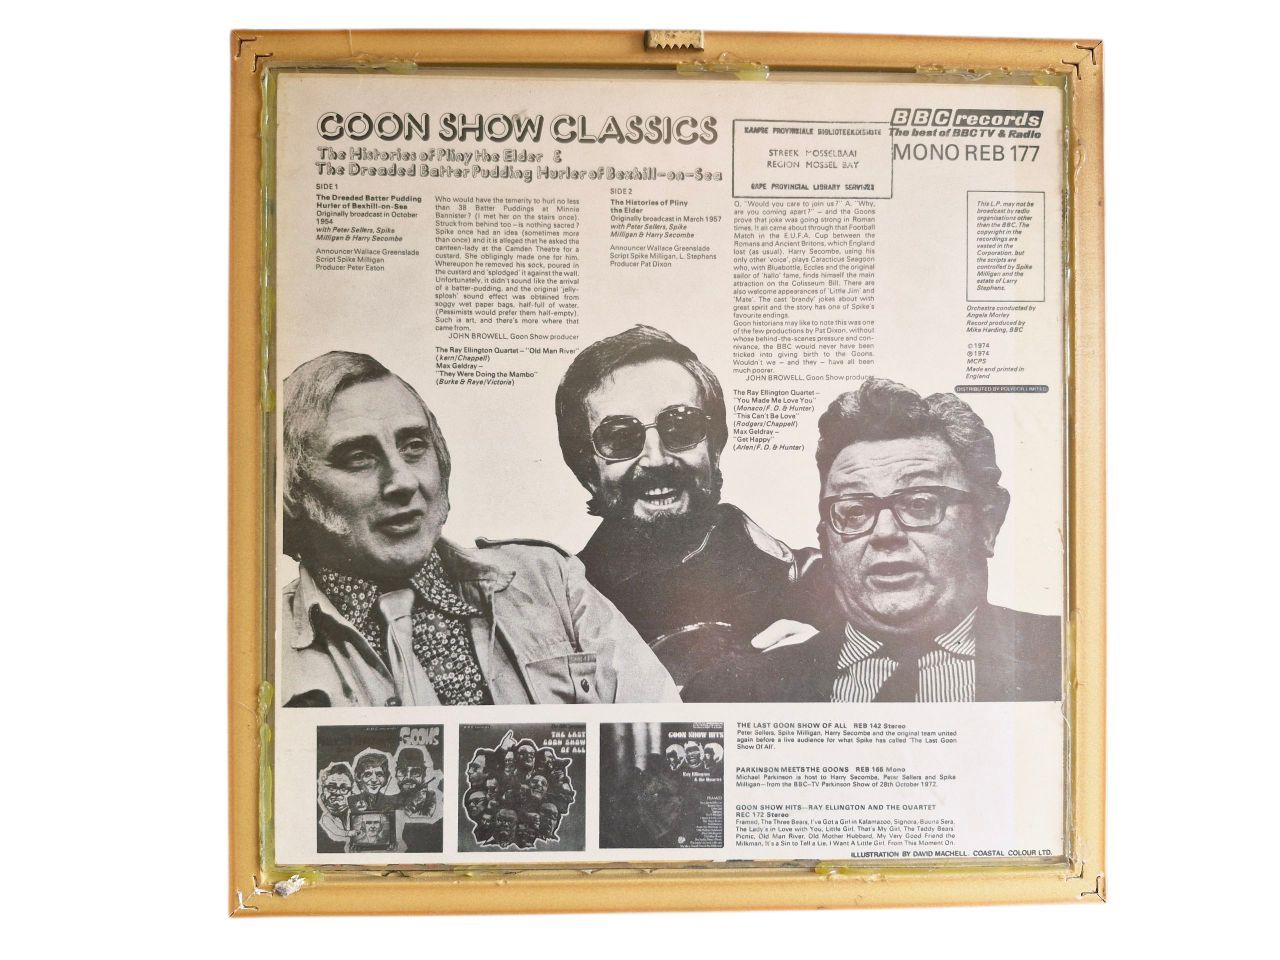 GOON SHOW CLASSICS
The Histories of Pliny the Elder &
The Dreaded Batter Pudding Hurler of Bexhill-on-Sea
KAAPSE PROVINSIALE BIBLIOTEEKDIENSTE
STREEK MOSSELBAAI
REGION MOSSEL BAY
CAPE PROVINCIAL LIBRARY SERVICES
BBC records
The best of BBC TV & Radio
MONO REB 177
SIDE 1
The Dreaded Batter Pudding
Hurler of Bexhill-on-Sea
Originally broadcast in October
1954
with Peter Sellers, Spike
Milligan & Harry Secombe
Announcer Wallace Greenslade
Script Spike Milligan
Producer Peter Eaton
Who would have the temerity to hurl no less
than 38 Batter Puddings at Minnie
Bannister? (I met her on the stairs once).
Struck from behind too – is nothing sacred?
Spike once had an idea (sometimes more
than once) and it is alleged that he asked the
canteen-lady at the Camden Theatre for a
custard. She obligingly made one for him.
Whereupon he removed his sock, poured in
the custard and 'splodged' it against the wall.
Unfortunately, it didn't sound like the arrival
of a batter-pudding, and the original 'jelly-
splosh' sound effect was obtained from
soggy wet paper bags, half-full of water.
(Pessimists would prefer them half-empty).
Such is art, and there's more where that
came from.
JOHN BROWELL, Goon Show producer
The Ray Ellington Quartet – "Old Man River"
(kern/Chappell)
Max Geldray –
"They Were Doing the Mambo"
(Burke & Raye/Victoria)
SIDE 2
The Histories of Pliny
the Elder
Originally broadcast in March 1957
with Peter Sellers, Spike
Milligan & Harry Secombe
Announcer Wallace Greenslade
Script Spike Milligan, L. Stephens
Producer Pat Dixon
Q. "Would you care to join us?" A. "Why,
are you coming apart?" – and the Goons
prove that joke was going strong in Roman
times. It all came about through that Football
Match in the E.U.F.A. Cup between the
Romans and Ancient Britons, which England
lost (as usual). Harry Secombe, using his
only other 'voice', plays Caracticus Seagoon
who, with Bluebottle, Eccles and the original
sailor of 'hallo' fame, finds himself the main
attraction on the Colisseum Bill. There are
also welcome appearances of 'Little Jim' and
'Mate'. The cast 'brandy' jokes about with
great spirit and the story has one of Spike's
favourite endings.
Goon historians may like to note this was one
of the few productions by Pat Dixon, without
whose behind-the-scenes pressure and con-
nivance, the BBC would never have been
tricked into giving birth to the Goons.
Wouldn't we – and they – have all been
much poorer.
JOHN BROWELL, Goon Show producer
The Ray Ellington Quartet –
"You Made Me Love You"
(Monaco/F. D. & Hunter)
"This Can't Be Love"
(Rodgers/Chappell)
Max Geldray –
"Get Happy"
(Arlen/F. D. & Hunter)
This L.P. may not be
broadcast by radio
organisations other
than the BBC. The
copyright in the
recordings are
vested in the
Corporation, but
the scripts are
controlled by Spike
Milligan and the
estate of Larry
Stephens.
Orchestra conducted by
Angela Morley
Record produced by
Mike Harding, BBC
© 1974
℗ 1974
MCPS
Made and printed in
England
DISTRIBUTED BY POLYDOR LIMITED
GOONS
THE LAST
GOON SHOW
OF ALL
GOON SHOW HITS
Ray Ellington
& the Quartet
FRAMED
THE LAST GOON SHOW OF ALL REB 142 Stereo
Peter Sellers, Spike Milligan, Harry Secombe and the original team united
again before a live audience for what Spike has called 'The Last Goon
Show Of All'.
PARKINSON MEETS THE GOONS REB 165 Mono
Michael Parkinson is host to Harry Secombe, Peter Sellers and Spike
Milligan—from the BBC–TV Parkinson Show of 28th October 1972.
GOON SHOW HITS—RAY ELLINGTON AND THE QUARTET
REC 172 Stereo
Framed, The Three Bears, I've Got a Girl in Kalamazoo, Signora, Buona Sera,
The Lady's in Love with You, Little Girl, That's My Girl, The Teddy Bears'
Picnic, Old Man River, Old Mother Hubbard, My Very Good Friend the
Milkman, It's a Sin to Tell a Lie, I Want A Little Girl, From This Moment On.
ILLUSTRATION BY DAVID MACHELL. COASTAL COLOUR LTD.